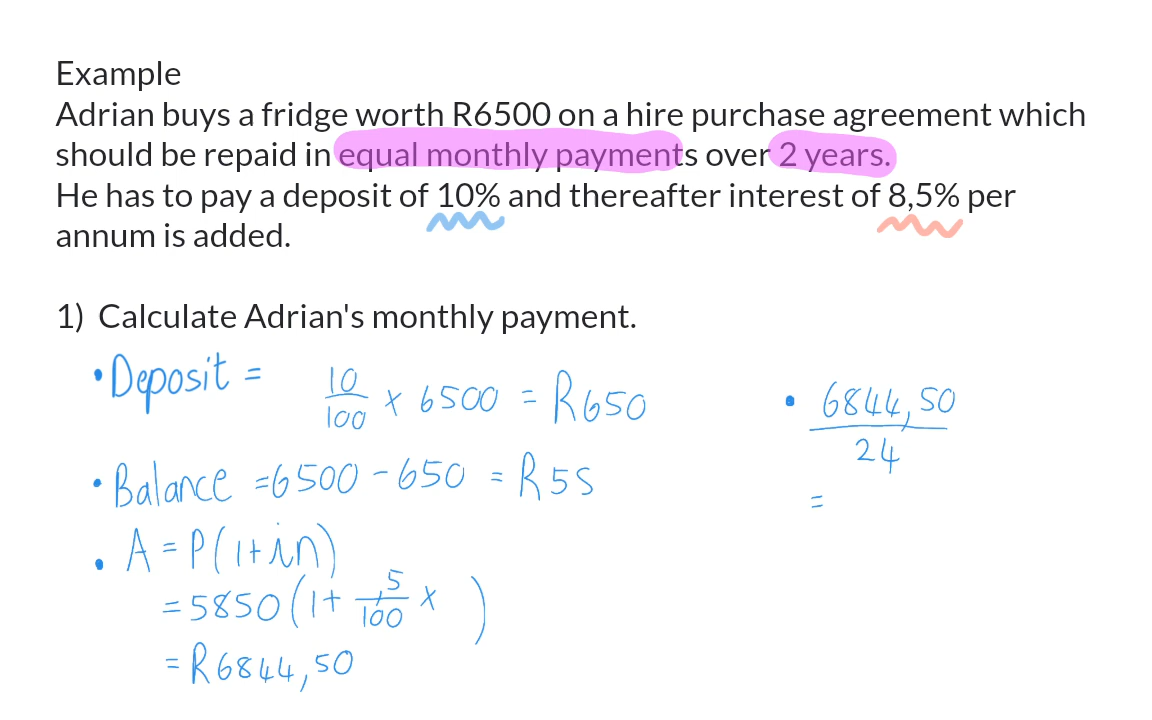 Example
Adrian buys a fridge worth R6500 on a hire purchase agreement which
should be repaid in equal monthly payments over 2 years.
He has to pay a deposit of 10% and thereafter interest of 8,5% per
annum is added.
1) Calculate Adrian's monthly payment.
• Deposit = 10/100 × 6500 = R650
• Balance = 6500 - 650 = R55
• A = P(1+in)
= 5850(1+ ,5/100 × )
= R6844,50
• 6844,50
24
=